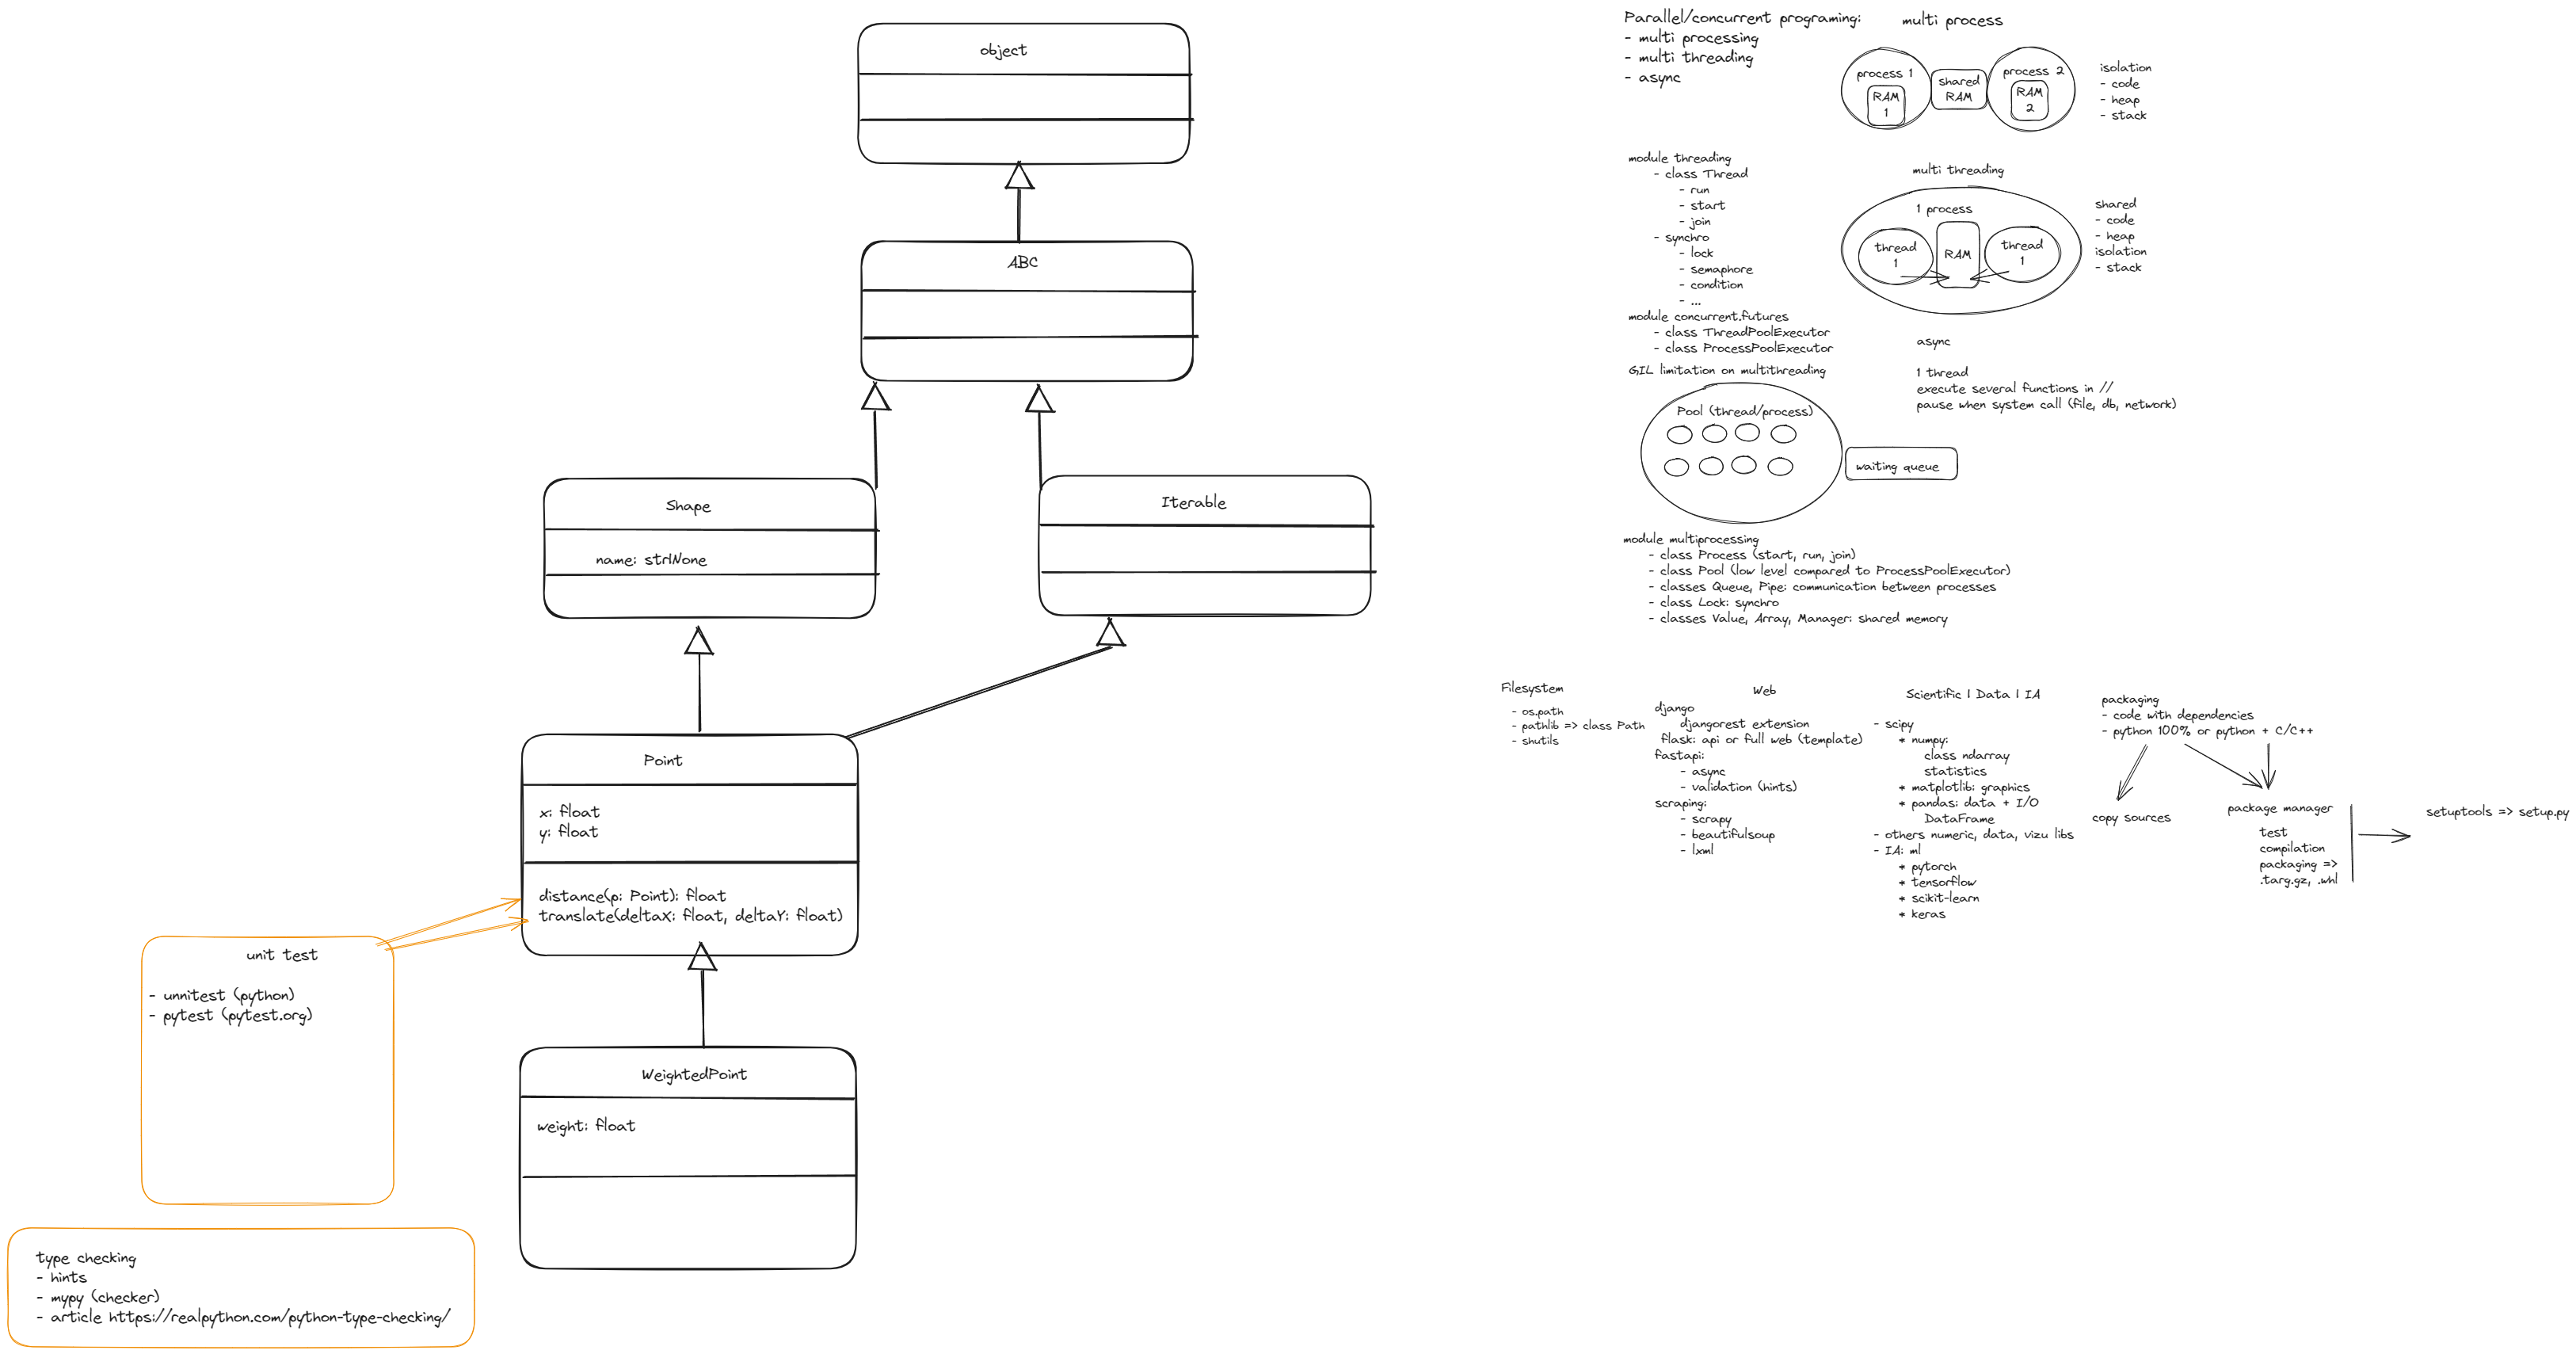 object
ABC
Shape
name: str|None
Iterable
Point
x: float
y: float
distance(p: Point): float
translate(deltaX: float, deltaY: float)
unit test
- unnitest (python)
- pytest (pytest.org)
WeightedPoint
weight: float
type checking
- hints
- mypy (checker)
- article https://realpython.com/python-type-checking/
Parallel/concurrent programing:
- multi processing
- multi threading
- async
multi process
process 1
RAM
1
shared
RAM
process 2
RAM
2
isolation
- code
- heap
- stack
module threading
- class Thread
- run
- start
- join
- synchro
- lock
- semaphore
- condition
- ...
module concurrent.futures
- class ThreadPoolExecutor
- class ProcessPoolExecutor
GIL limitation on multithreading
multi threading
1 process
thread
1
RAM
thread
1
shared
- code
- heap
isolation
- stack
async
1 thread
execute several functions in //
pause when system call (file, db, network)
Pool (thread/process)
waiting queue
module multiprocessing
- class Process (start, run, join)
- class Pool (low level compared to ProcessPoolExecutor)
- classes Queue, Pipe: communication between processes
- class Lock: synchro
- classes Value, Array, Manager: shared memory
Filesystem
- os.path
- pathlib => class Path
- shutils
Web
django
djangorest extension
flask: api or full web (template)
fastapi:
- async
- validation (hints)
scraping:
- scrapy
- beautifulsoup
- lxml
Scientific | Data | IA
- scipy
* numpy:
class ndarray
statistics
* matplotlib: graphics
* pandas: data + I/O
DataFrame
- others numeric, data, vizu libs
- IA: ml
* pytorch
* tensorflow
* scikit-learn
* keras
packaging
- code with dependencies
- python 100% or python + C/C++
copy sources
package manager
test
compilation
packaging =>
.targ.gz, .whl
setuptools => setup.py